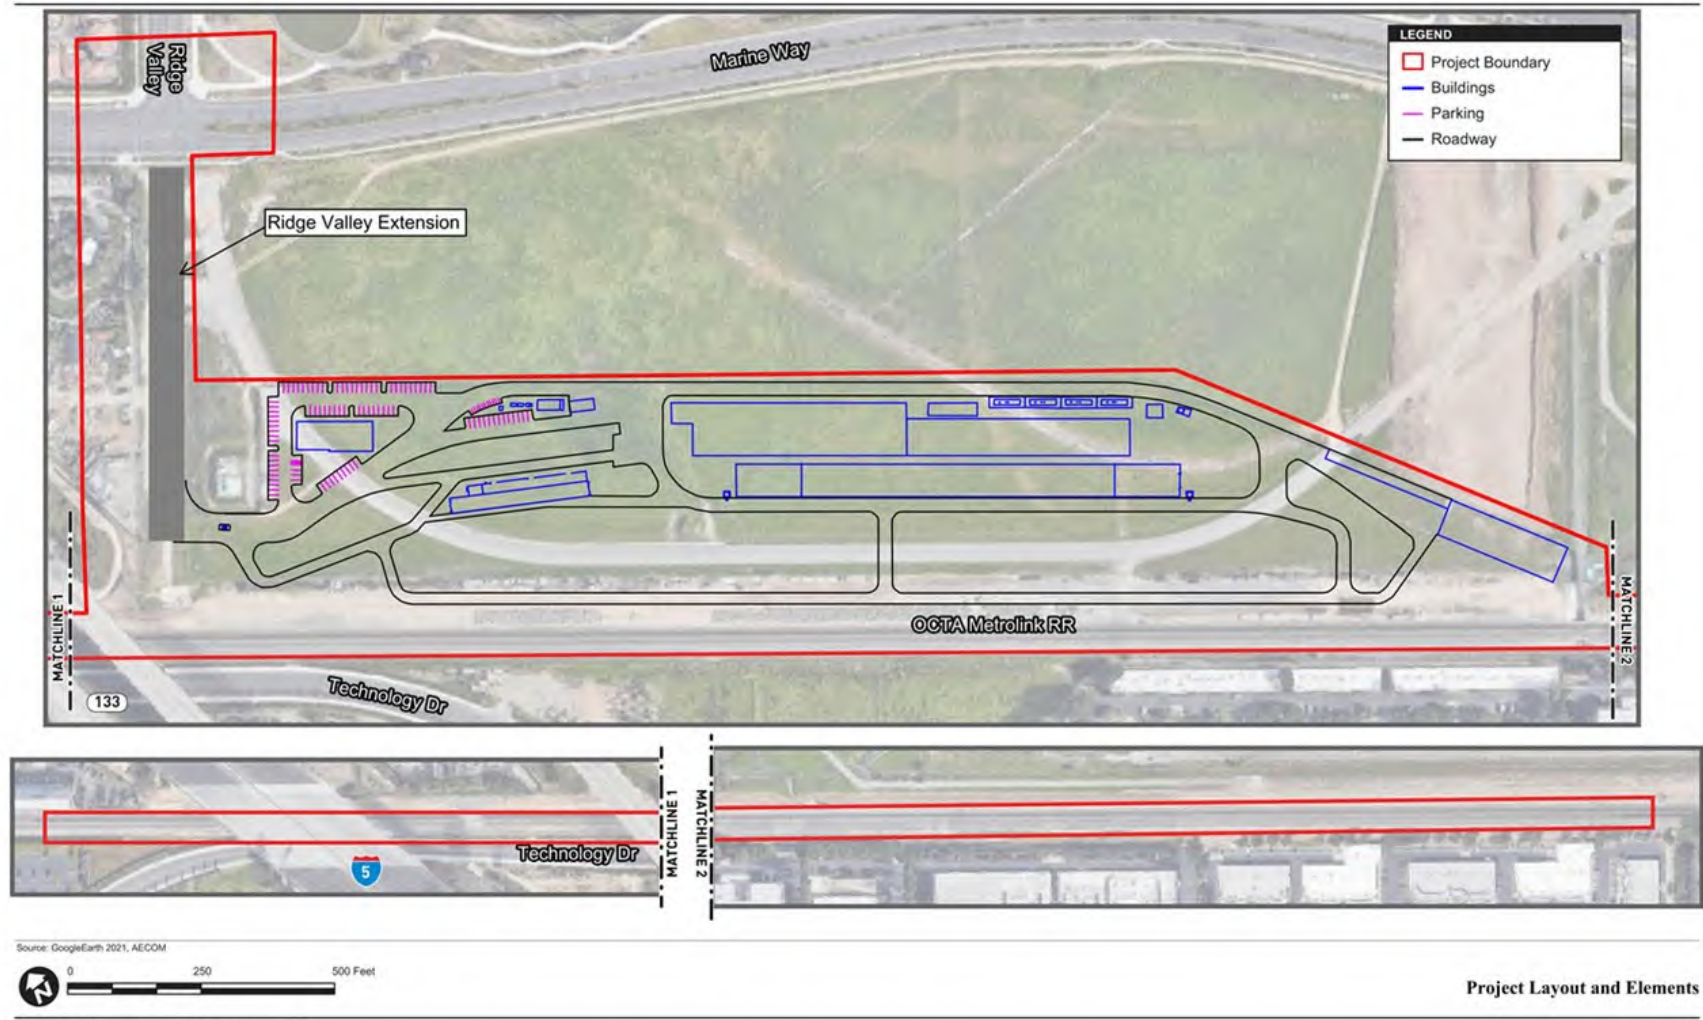 Ridge
Valley
Marine Way
LEGEND
Project Boundary
Buildings
Parking
Roadway
Ridge Valley Extension
OCTA Metrolink RR
MATCHLINE 1
MATCHLINE 2
Technology Dr
133
MATCHLINE 1
MATCHLINE 2
Technology Dr
5
Source: GoogleEarth 2021, AECOM
N
0 250 500 Feet
Project Layout and Elements